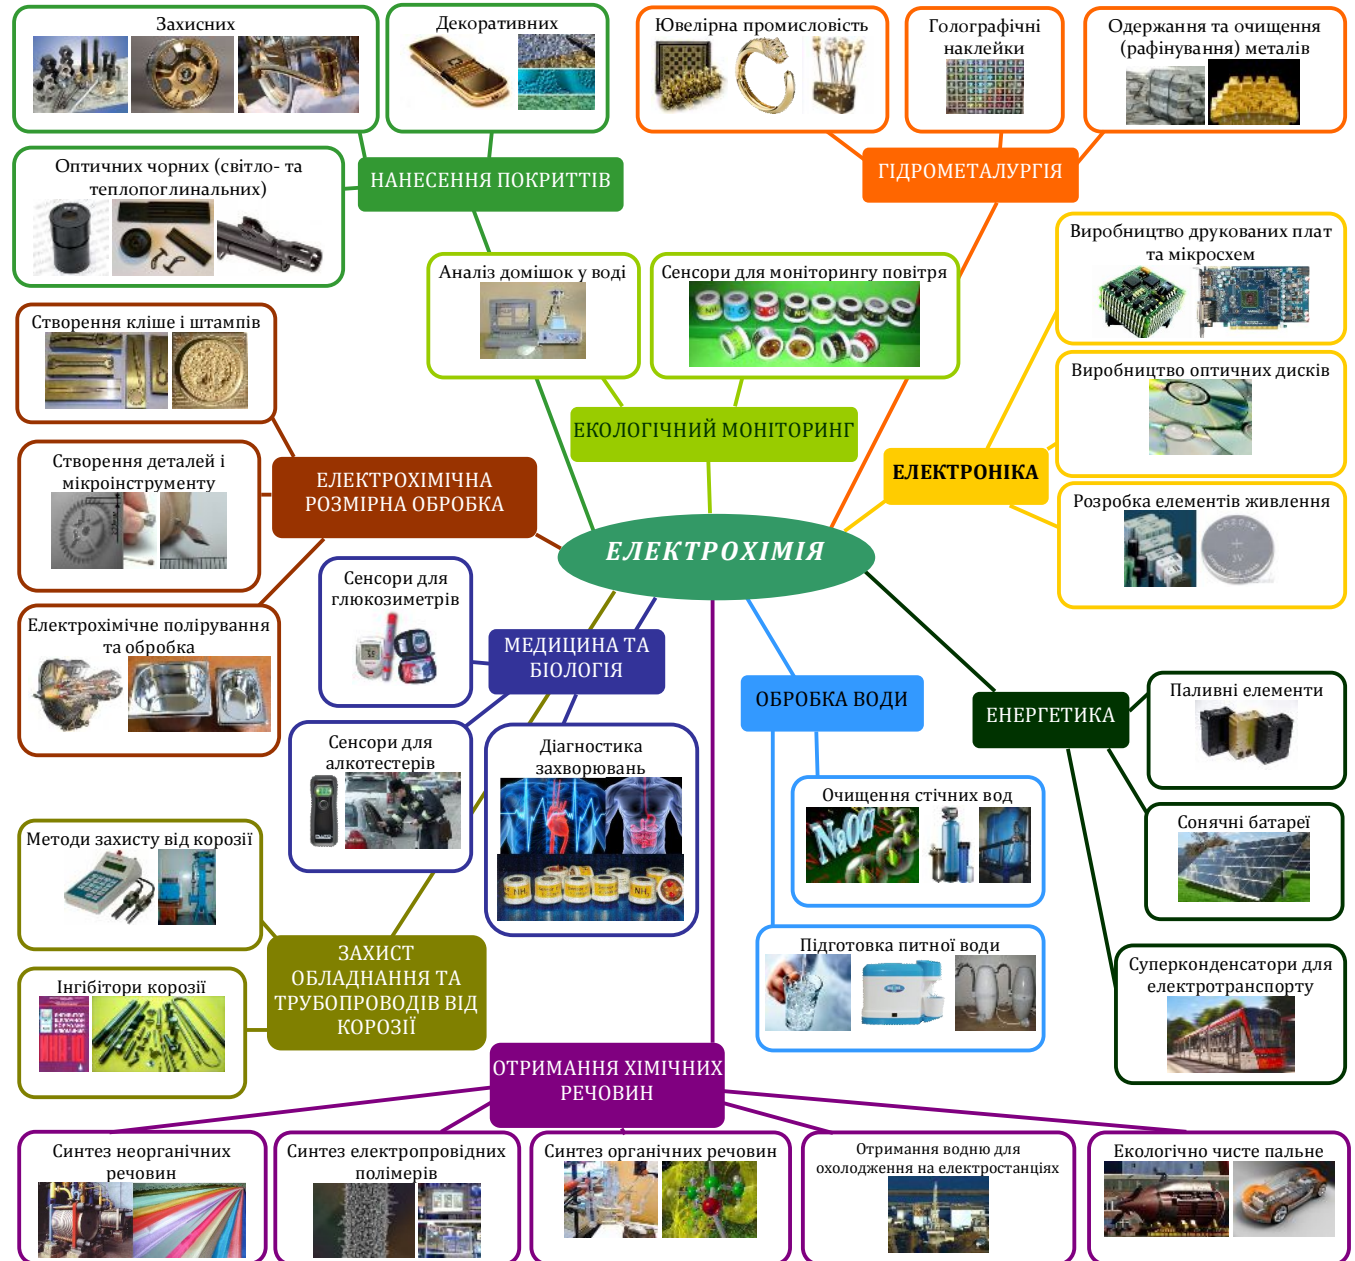 Захисних
Декоративних
Ювелірна промисловість
Голографічні
наклейки
Одержання та очищення
(рафінування) металів
Оптичних чорних (світло- та
теплопоглинальних)
НАНЕСЕННЯ ПОКРИТТІВ
ГІДРОМЕТАЛУРГІЯ
Виробництво друкованих плат
та мікросхем
Аналіз домішок у воді
Сенсори для моніторингу повітря
Створення кліше і штампів
Виробництво оптичних дисків
ЕКОЛОГІЧНИЙ МОНІТОРИНГ
Створення деталей і
мікроінструменту
ЕЛЕКТРОХІМІЧНА
РОЗМІРНА ОБРОБКА
ЕЛЕКТРОНІКА
Розробка елементів живлення
CR2032
3V
ЕЛЕКТРОХІМІЯ
Сенсори для
глюкозиметрів
Електрохімічне полірування
та обробка
МЕДИЦИНА ТА
БІОЛОГІЯ
ОБРОБКА ВОДИ
ЕНЕРГЕТИКА
Паливні елементи
Сенсори для
алкотестерів
Діагностика
захворювань
NH₃
Очищення стічних вод
NaOCl
Сонячні батареї
Методи захисту від корозії
ЗАХИСТ
ОБЛАДНАННЯ ТА
ТРУБОПРОВОДІВ ВІД
КОРОЗІЇ
Підготовка питної води
Суперконденсатори для
електротранспорту
Інгібітори корозії
ОТРИМАННЯ ХІМІЧНИХ
РЕЧОВИН
Синтез неорганічних
речовин
Синтез електропровідних
полімерів
Синтез органічних речовин
Отримання водню для
охолодження на електростанціях
Екологічно чисте пальне